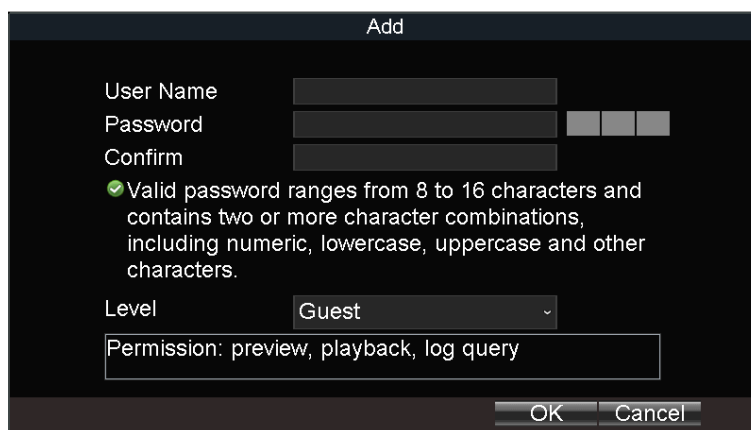 Add
User Name
Password
Confirm
Valid password ranges from 8 to 16 characters and
contains two or more character combinations,
including numeric, lowercase, uppercase and other
characters.
Level Guest
Permission: preview, playback, log query
OK Cancel